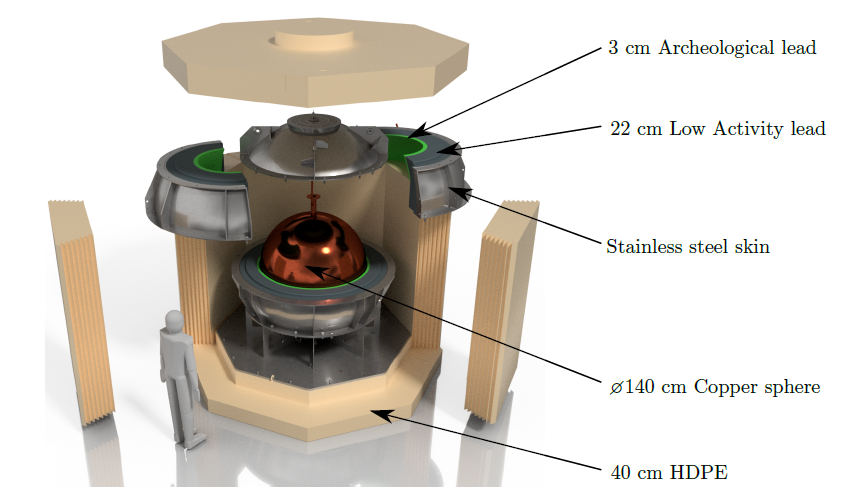 3 cm Archeological lead
22 cm Low Activity lead
Stainless steel skin
⌀140 cm Copper sphere
40 cm HDPE